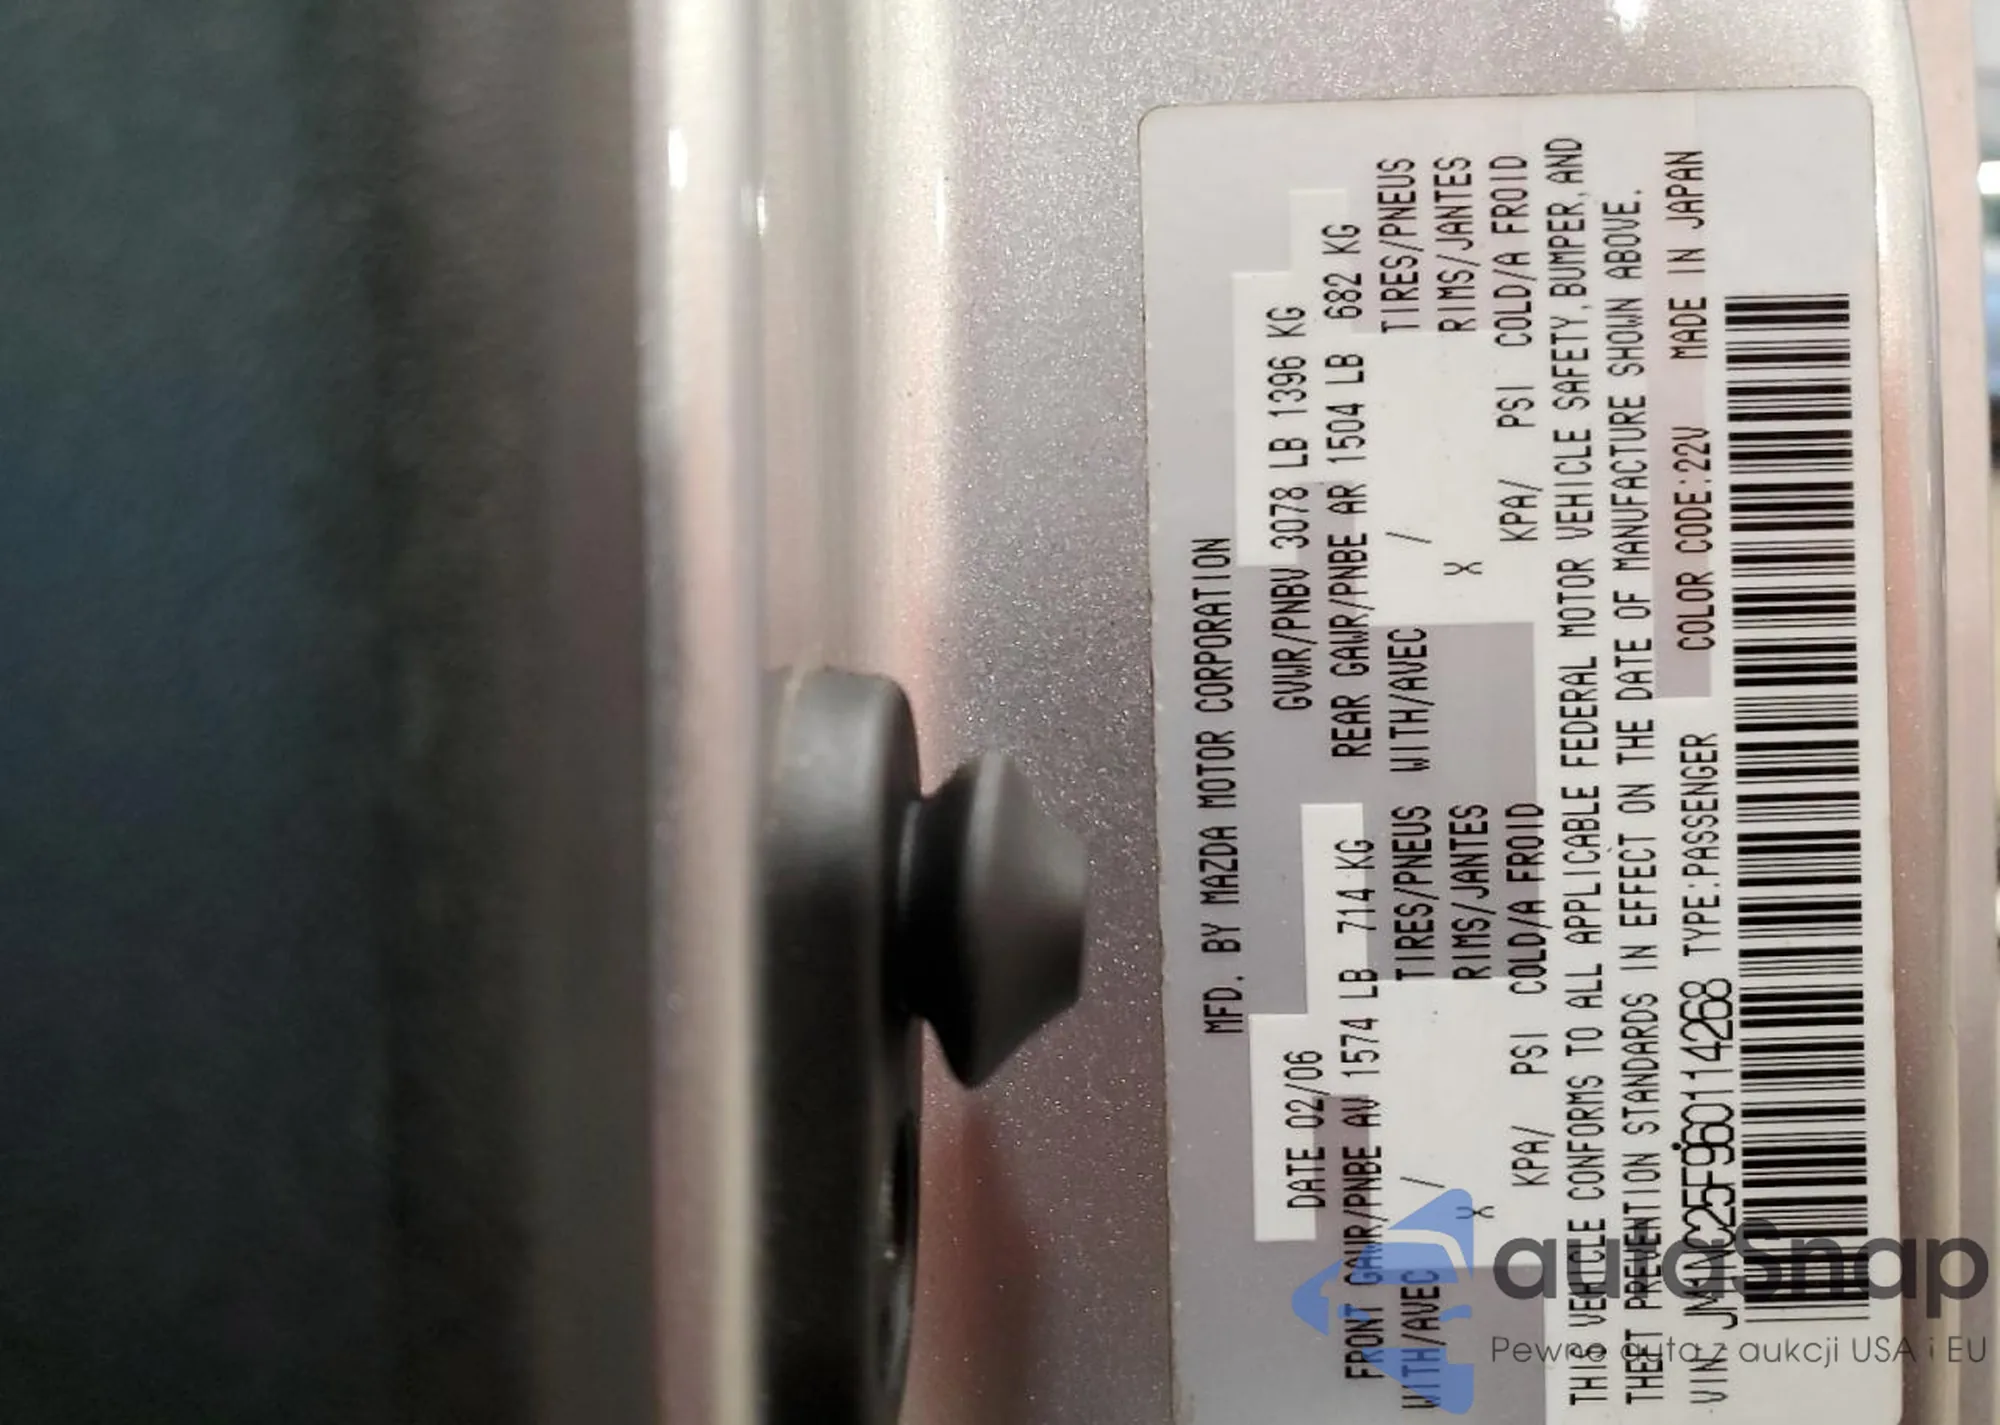 MFD. BY MAZDA MOTOR CORPORATION
DATE 02/06 GVWR/PNBV 3078 LB 1396 KG
FRONT GAWR/PNBE AV 1574 LB 714 KG REAR GAWR/PNBE AR 1504 LB 682 KG
WITH/AVEC / TIRES/PNEUS WITH/AVEC / TIRES/PNEUS
X RIMS/JANTES X RIMS/JANTES
KPA/ PSI COLD/A FROID KPA/ PSI COLD/A FROID
THIS VEHICLE CONFORMS TO ALL APPLICABLE FEDERAL MOTOR VEHICLE SAFETY, BUMPER, AND
THEFT PREVENTION STANDARDS IN EFFECT ON THE DATE OF MANUFACTURE SHOWN ABOVE.
VIN JM1NC25F960114268 TYPE:PASSENGER COLOR CODE:22V MADE IN JAPAN
autaSnap
Pewne auta z aukcji USA i EU